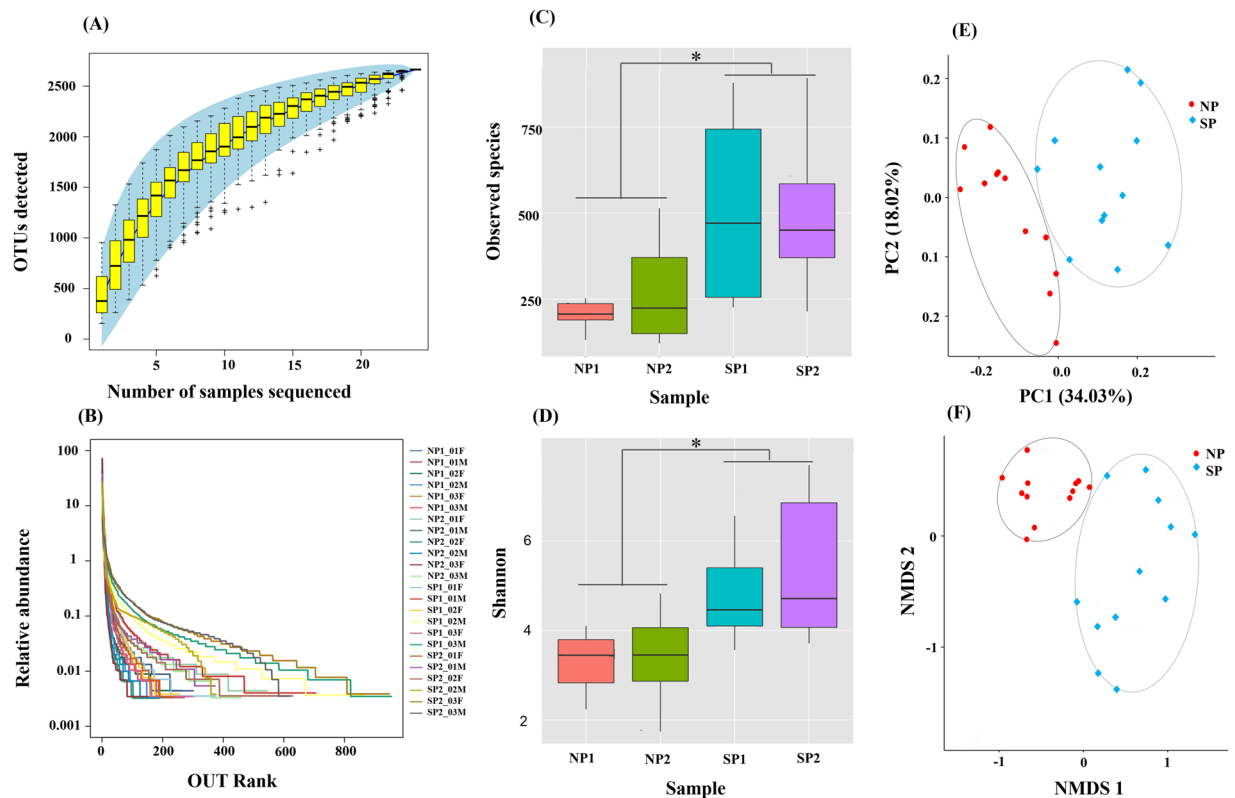 (A)
OTUs detected
2500
2000
1500
1000
500
0
5
10
15
20
Number of samples sequenced
(B)
Relative abundance
100
10
1
0.1
0.01
0.001
0
200
400
600
800
OUT Rank
NP1_01F
NP1_01M
NP1_02F
NP1_02M
NP1_03F
NP1_03M
NP2_01F
NP2_01M
NP2_02F
NP2_02M
NP2_03F
NP2_03M
SP1_01F
SP1_01M
SP1_02F
SP1_02M
SP1_03F
SP1_03M
SP2_01F
SP2_01M
SP2_02F
SP2_02M
SP2_03F
SP2_03M
(C)
Observed species
750
500
250
*
NP1
NP2
SP1
SP2
Sample
(D)
Shannon
6
4
2
*
NP1
NP2
SP1
SP2
Sample
(E)
PC2 (18.02%)
0.2
0.1
0.0
0.1
0.2
-0.2
0.0
0.2
PC1 (34.03%)
NP
SP
(F)
NMDS 2
0
-1
-1
0
1
NMDS 1
NP
SP